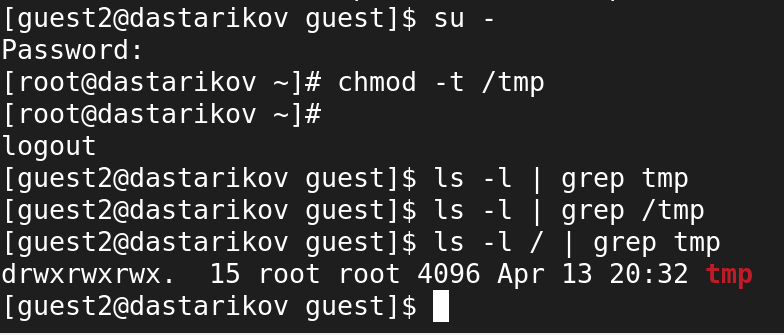 [guest2@dastarikov guest]$ su -
Password:
[root@dastarikov ~]# chmod -t /tmp
[root@dastarikov ~]#
logout
[guest2@dastarikov guest]$ ls -l | grep tmp
[guest2@dastarikov guest]$ ls -l | grep /tmp
[guest2@dastarikov guest]$ ls -l / | grep tmp
drwxrwxrwx.  15 root root 4096 Apr 13 20:32 tmp
[guest2@dastarikov guest]$